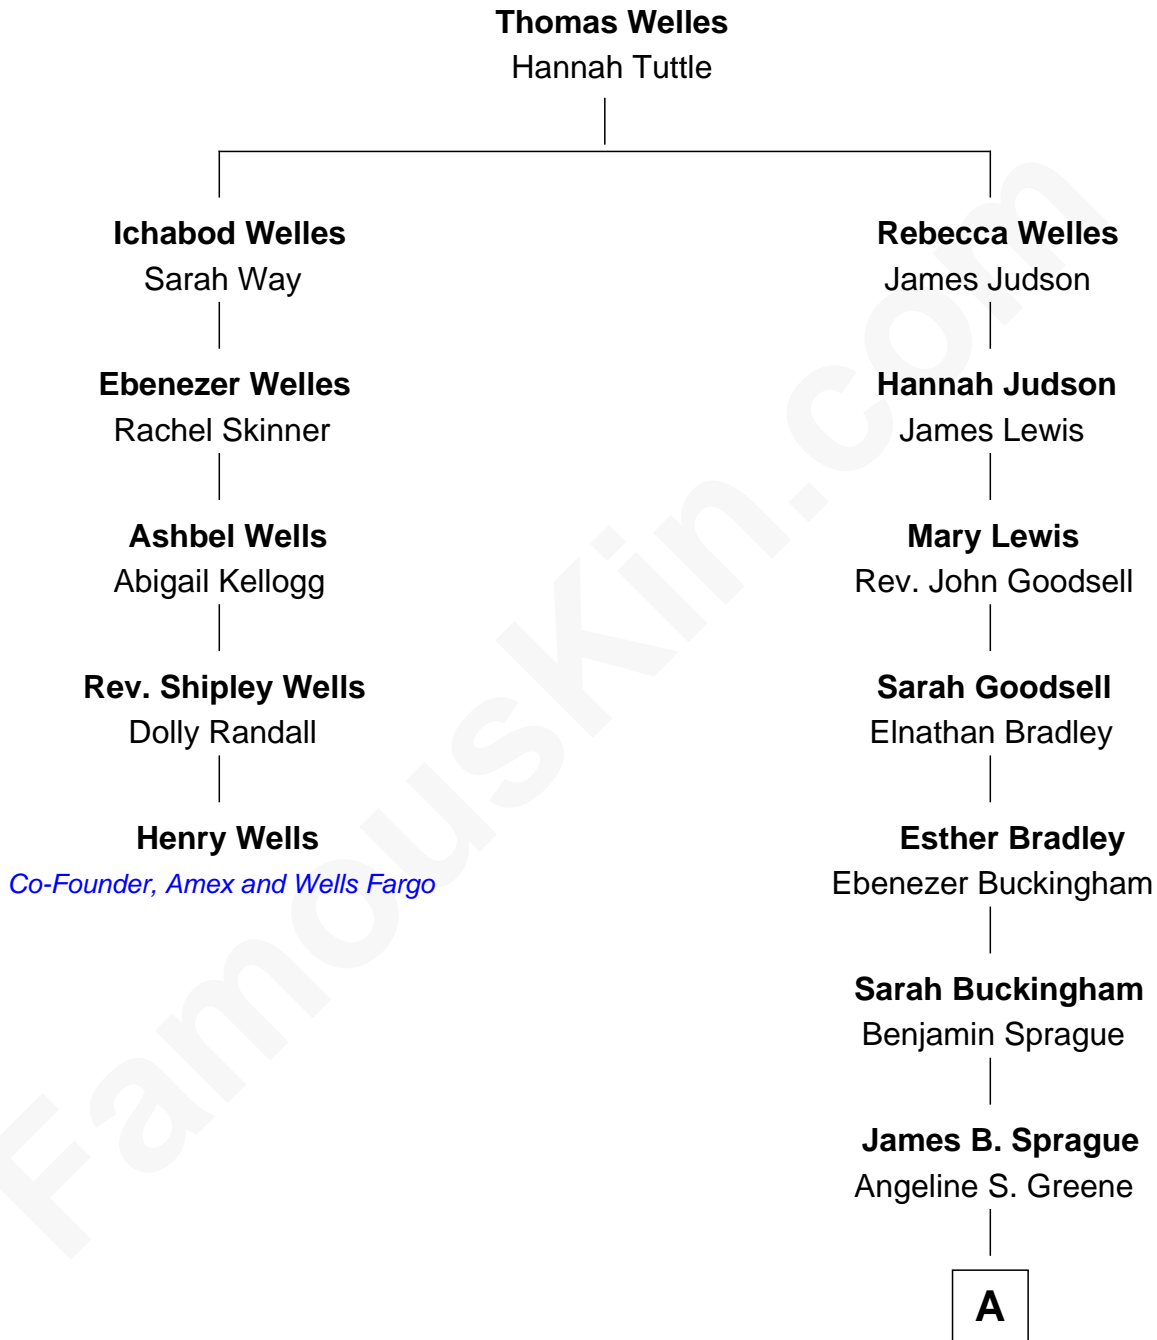 Thomas Welles
Hannah Tuttle
Ichabod Welles
Sarah Way
Ebenezer Welles
Rachel Skinner
Ashbel Wells
Abigail Kellogg
Rev. Shipley Wells
Dolly Randall
Henry Wells
Co-Founder, Amex and Wells Fargo
Rebecca Welles
James Judson
Hannah Judson
James Lewis
Mary Lewis
Rev. John Goodsell
Sarah Goodsell
Elnathan Bradley
Esther Bradley
Ebenezer Buckingham
Sarah Buckingham
Benjamin Sprague
James B. Sprague
Angeline S. Greene
A
FamousKin.com